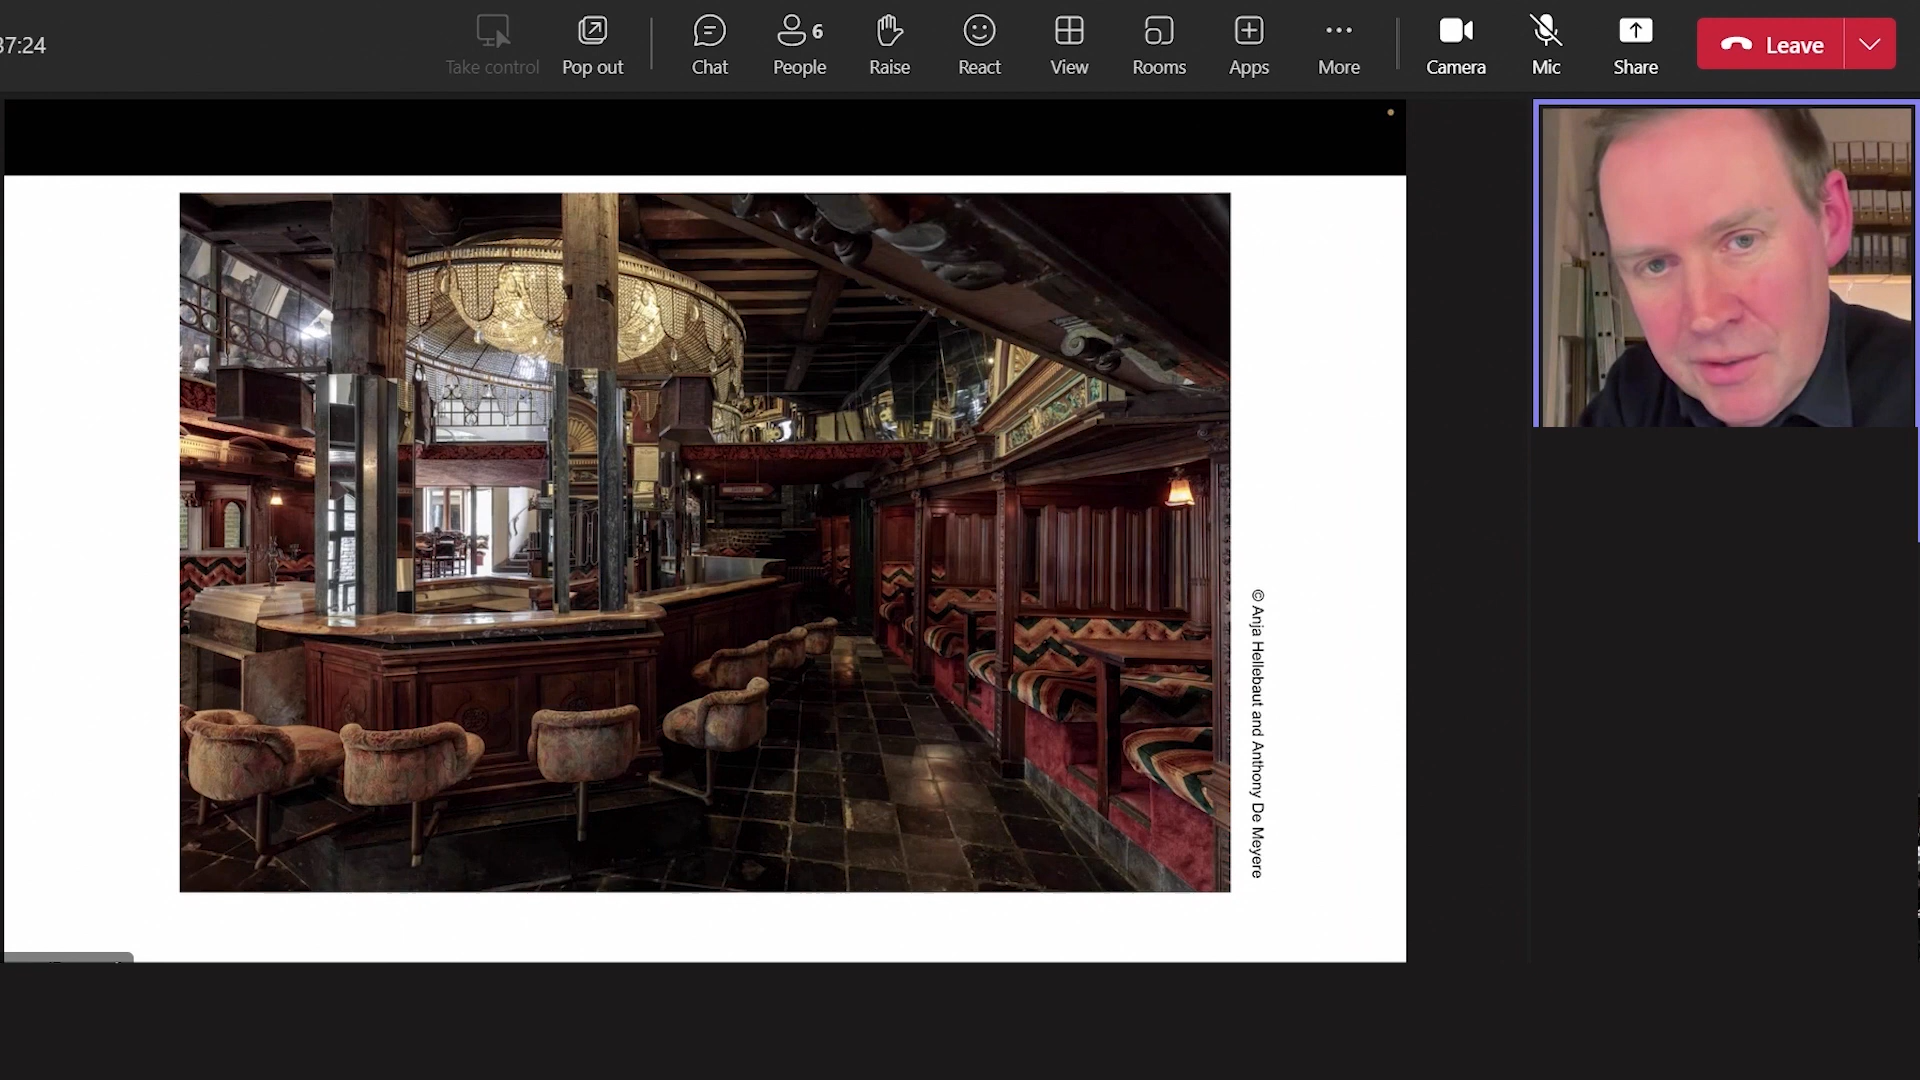 37:24
Take control
Pop out
Chat
People
6
Raise
React
View
Rooms
Apps
More
Camera
Mic
Share
Leave
© Anja Hellebaut and Anthony De Meyere